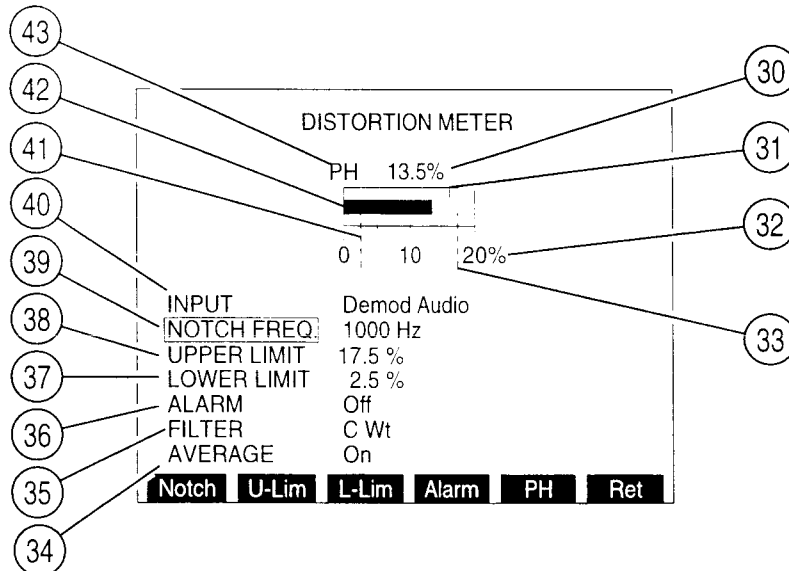 43
42
41
40
39
38
37
36
35
34
30
31
32
33
DISTORTION METER
PH 13.5%
0 10 20%
INPUT Demod Audio
NOTCH FREQ. 1000 Hz
UPPER LIMIT 17.5 %
LOWER LIMIT 2.5 %
ALARM Off
FILTER C Wt
AVERAGE On
Notch U-Lim L-Lim Alarm PH Ret